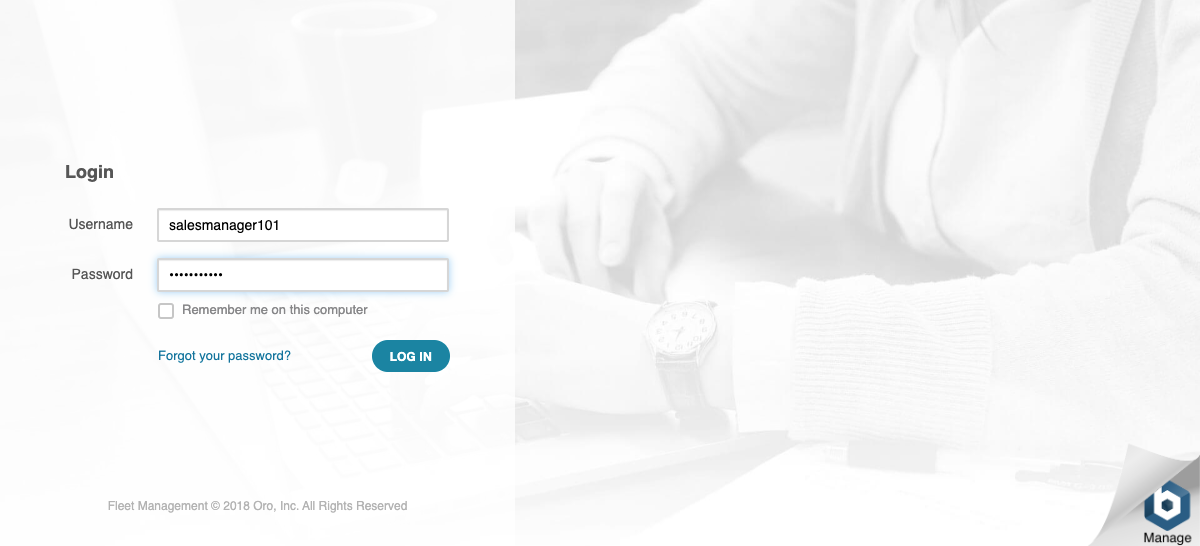 Login
Username
salesmanager101
Password
•••••••••••
Remember me on this computer
Forgot your password?
LOG IN
Fleet Management © 2018 Oro, Inc. All Rights Reserved
Manage